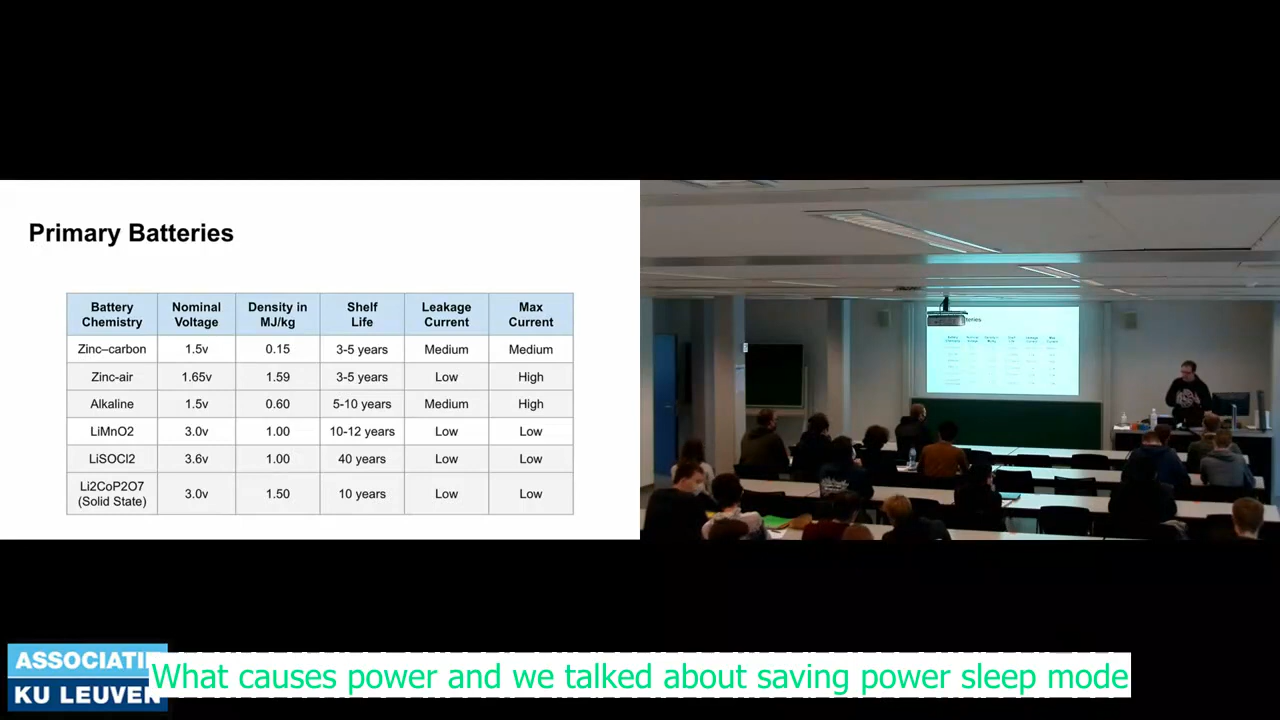 Primary Batteries
Battery Chemistry Nominal Voltage Density in MJ/kg Shelf Life Leakage Current Max Current
Zinc–carbon 1.5v 0.15 3-5 years Medium Medium
Zinc-air 1.65v 1.59 3-5 years Low High
Alkaline 1.5v 0.60 5-10 years Medium High
LiMnO2 3.0v 1.00 10-12 years Low Low
LiSOCl2 3.6v 1.00 40 years Low Low
Li2CoP2O7 (Solid State) 3.0v 1.50 10 years Low Low
ASSOCIATI
KU LEUVEN
What causes power and we talked about saving power sleep mode